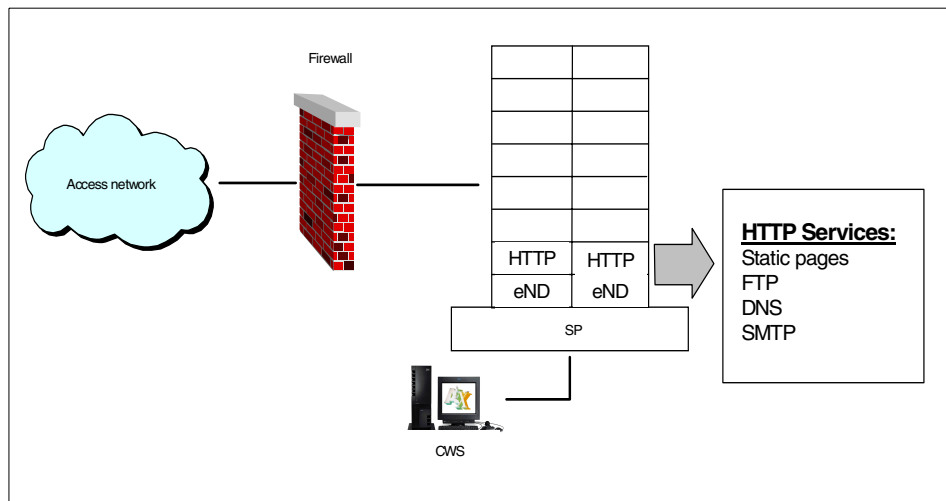 Firewall
Access network
HTTP HTTP
eND eND
SP
CWS
HTTP Services:
Static pages
FTP
DNS
SMTP